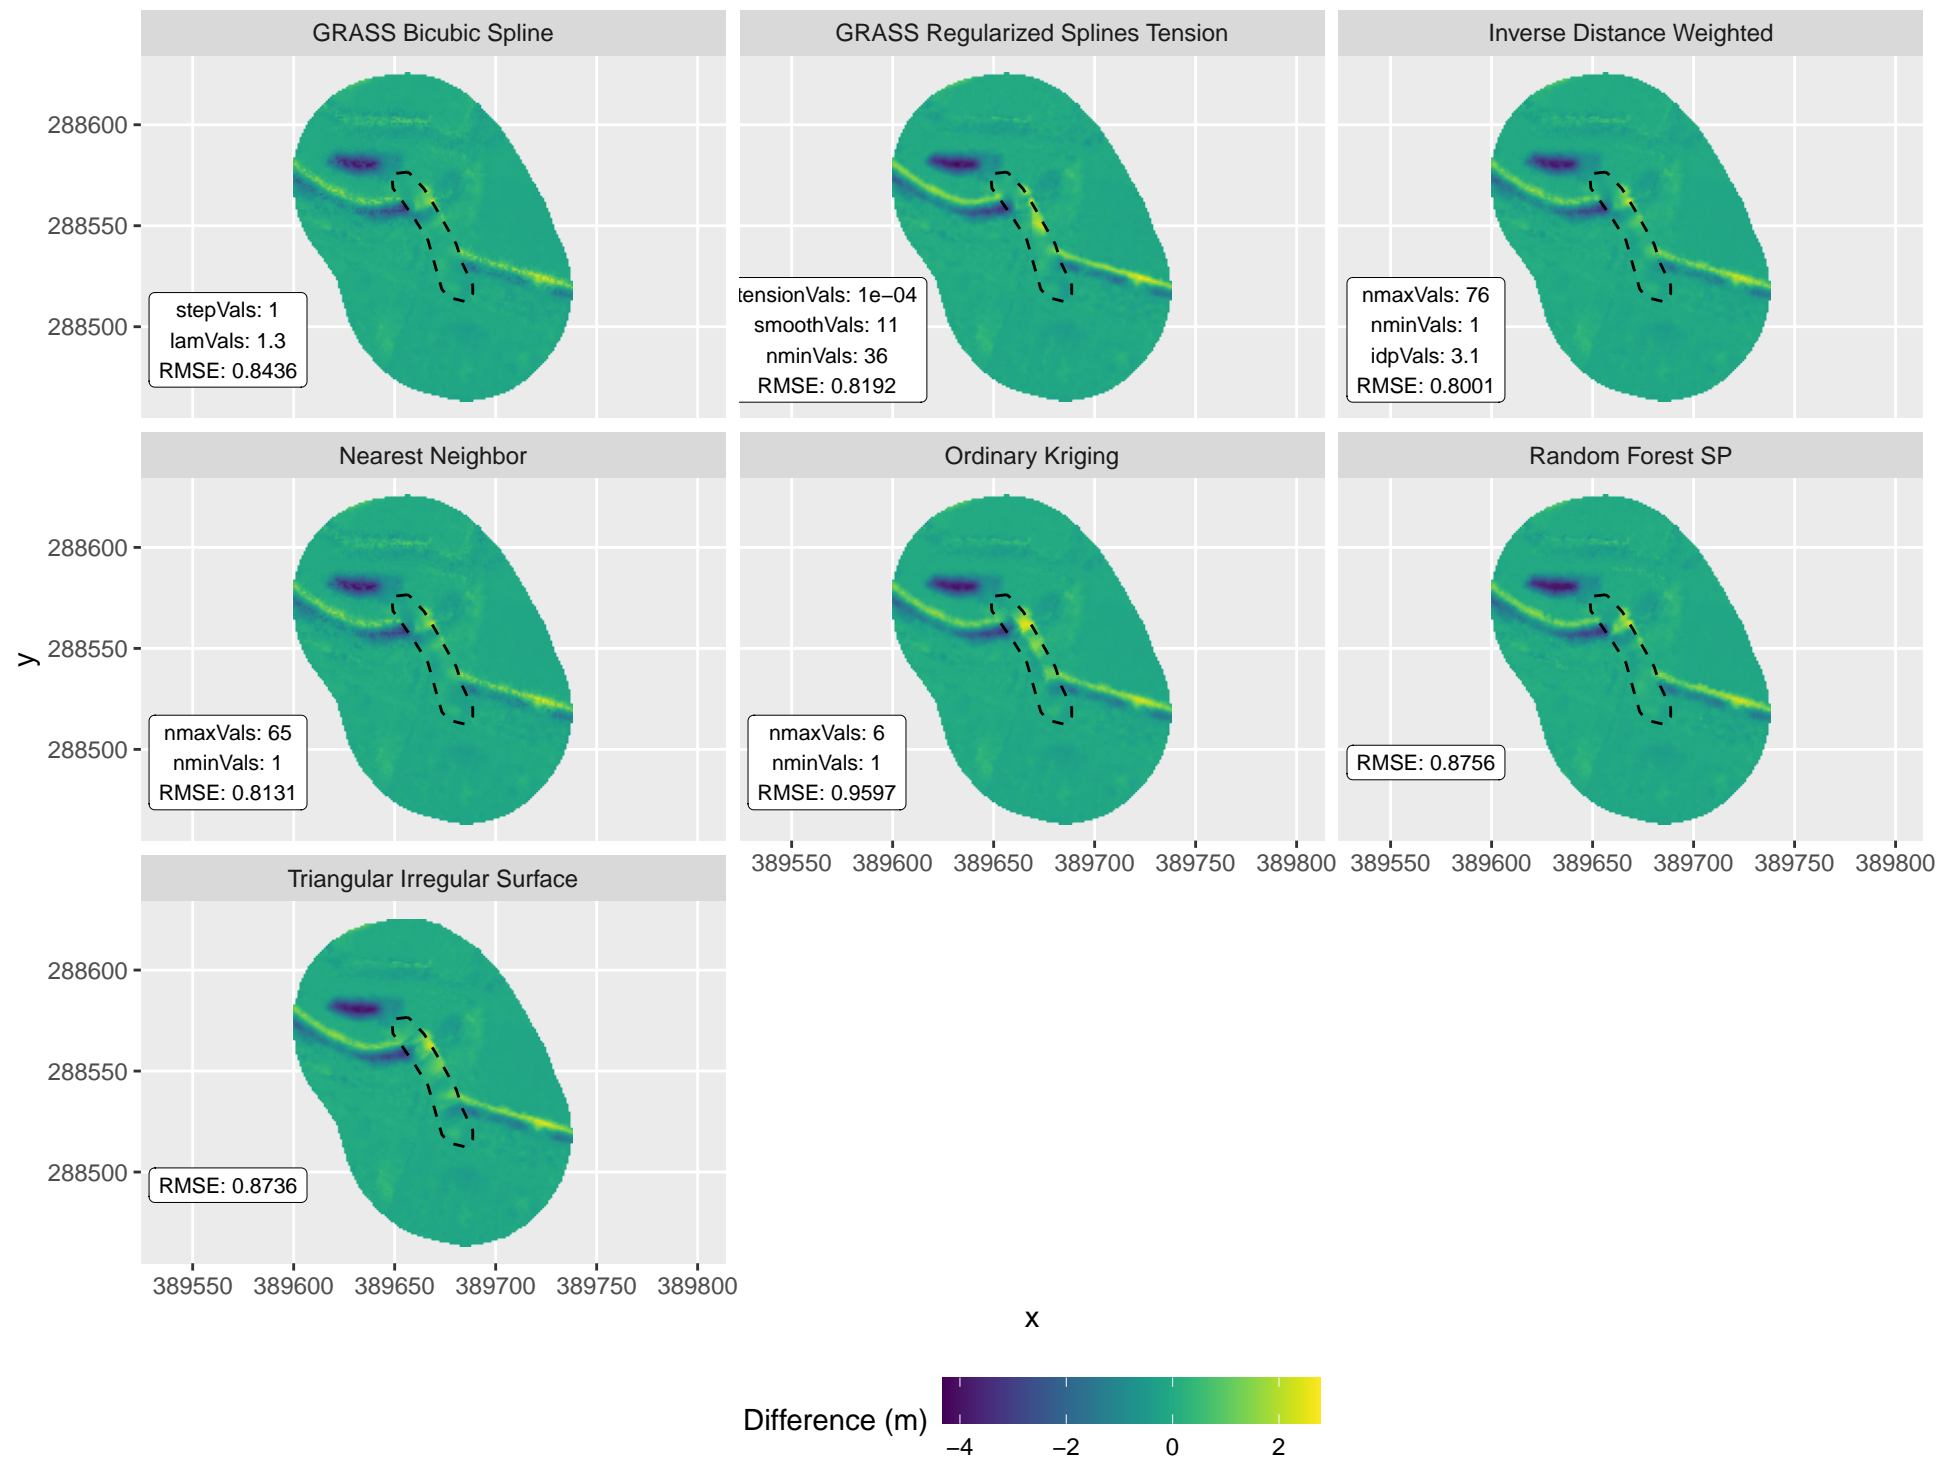 GRASS Bicubic Spline
GRASS Regularized Splines Tension
Inverse Distance Weighted
288600
288550
288500
stepVals: 1
lamVals: 1.3
RMSE: 0.8436
tensionVals: 1e−04
smoothVals: 11
nminVals: 36
RMSE: 0.8192
nmaxVals: 76
nminVals: 1
idpVals: 3.1
RMSE: 0.8001
Nearest Neighbor
Ordinary Kriging
Random Forest SP
288600
288550
288500
nmaxVals: 65
nminVals: 1
RMSE: 0.8131
nmaxVals: 6
nminVals: 1
RMSE: 0.9597
RMSE: 0.8756
389550 389600 389650 389700 389750 389800
389550 389600 389650 389700 389750 389800
y
Triangular Irregular Surface
288600
288550
288500
RMSE: 0.8736
389550 389600 389650 389700 389750 389800
x
Difference (m)
−4 −2 0 2